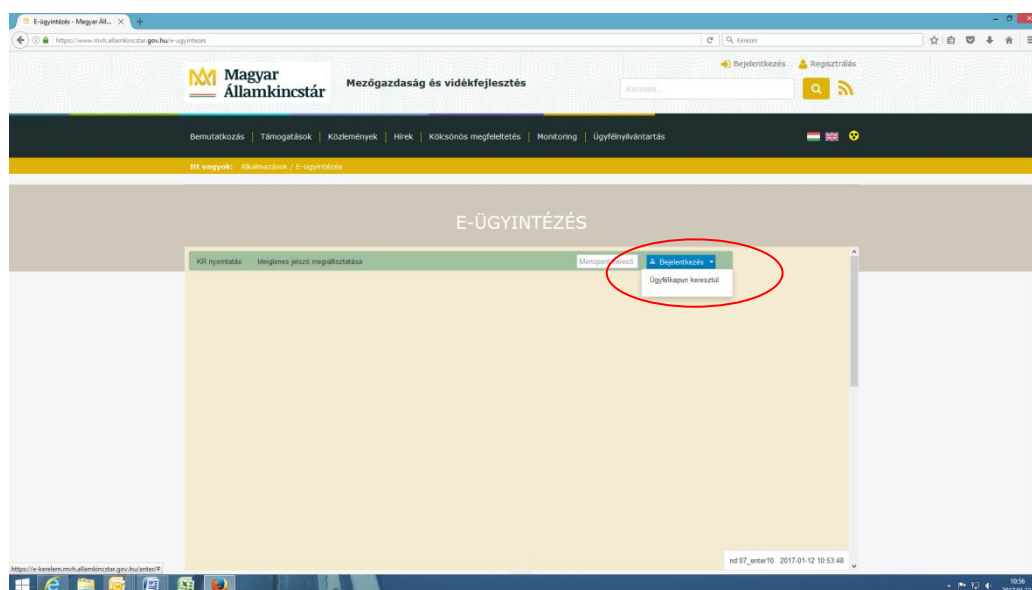 E-ügyintézés - Magyar Áll...
https://www.mvh.allamkincstar.gov.hu/e-ugyintezes
Keresés
Bejelentkezés Regisztrálás
Magyar
Államkincstár
Mezőgazdaság és vidékfejlesztés
Keresés...
Bemutatkozás | Támogatások | Közlemények | Hírek | Kölcsönös megfeleltetés | Monitoring | Ügyfélnyilvántartás
Itt vagyok: Alkalmazások / E-ügyintézés
E-ÜGYINTÉZÉS
KR nyomtatás Ideiglenes jelszó megváltoztatása Menüpont kereső Bejelentkezés
Ügyfélkapun keresztül
nd:07_enter10 2017-01-12 10:53:48
https://e-kerelem.mvh.allamkincstar.gov.hu/enter/#
10:56